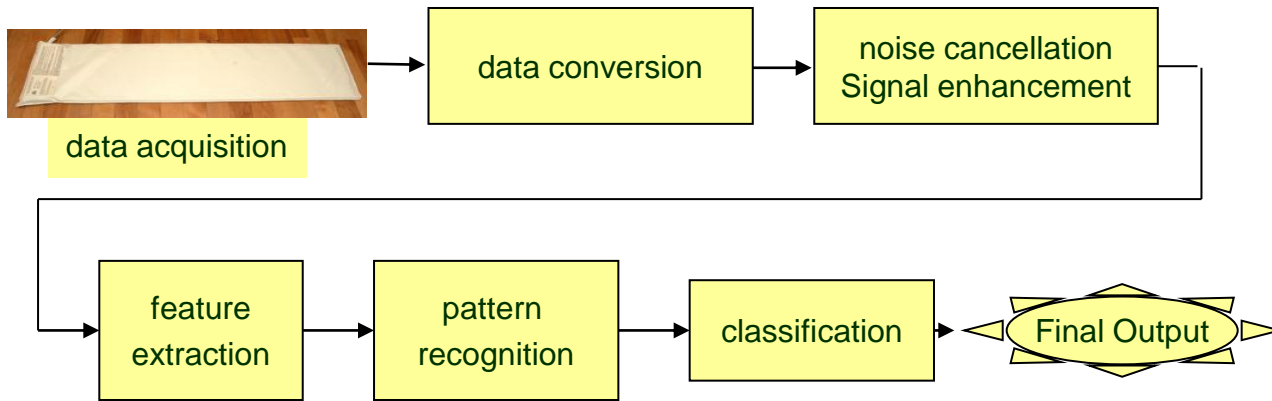 data conversion
noise cancellation
Signal enhancement
data acquisition
feature
extraction
pattern
recognition
classification
Final Output